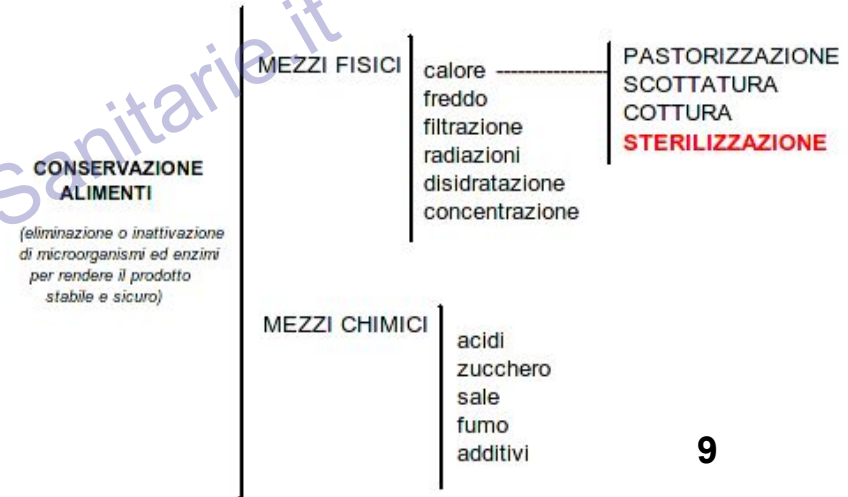 Sanitarie.it
CONSERVAZIONE
ALIMENTI
(eliminazione o inattivazione
di microorganismi ed enzimi
per rendere il prodotto
stabile e sicuro)
MEZZI FISICI
calore
freddo
filtrazione
radiazioni
disidratazione
concentrazione
PASTORIZZAZIONE
SCOTTATURA
COTTURA
STERILIZZAZIONE
MEZZI CHIMICI
acidi
zucchero
sale
fumo
additivi
9